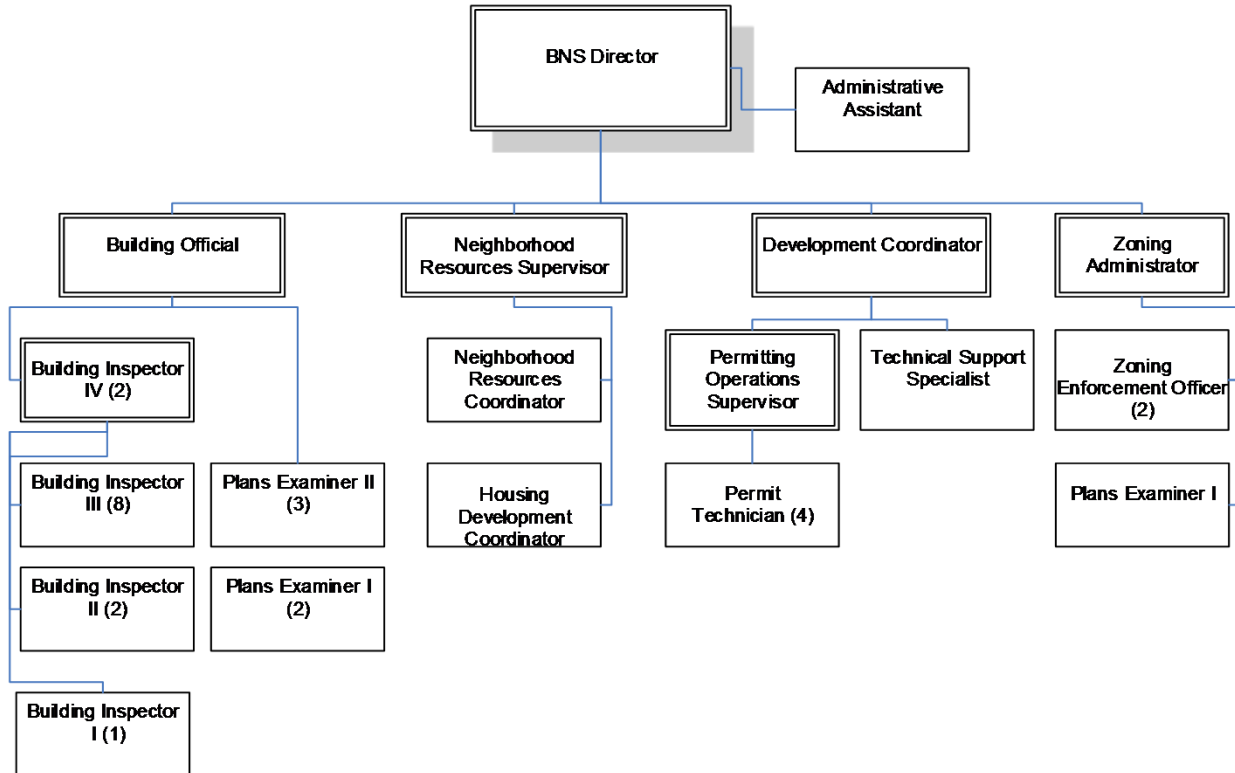 BNS Director
Administrative
Assistant
Building Official
Neighborhood
Resources Supervisor
Development Coordinator
Zoning
Administrator
Building Inspector
IV (2)
Neighborhood
Resources
Coordinator
Permitting
Operations
Supervisor
Technical Support
Specialist
Zoning
Enforcement Officer
(2)
Building Inspector
III (8)
Plans Examiner II
(3)
Housing
Development
Coordinator
Permit
Technician (4)
Plans Examiner I
Building Inspector
II (2)
Plans Examiner I
(2)
Building Inspector
I (1)